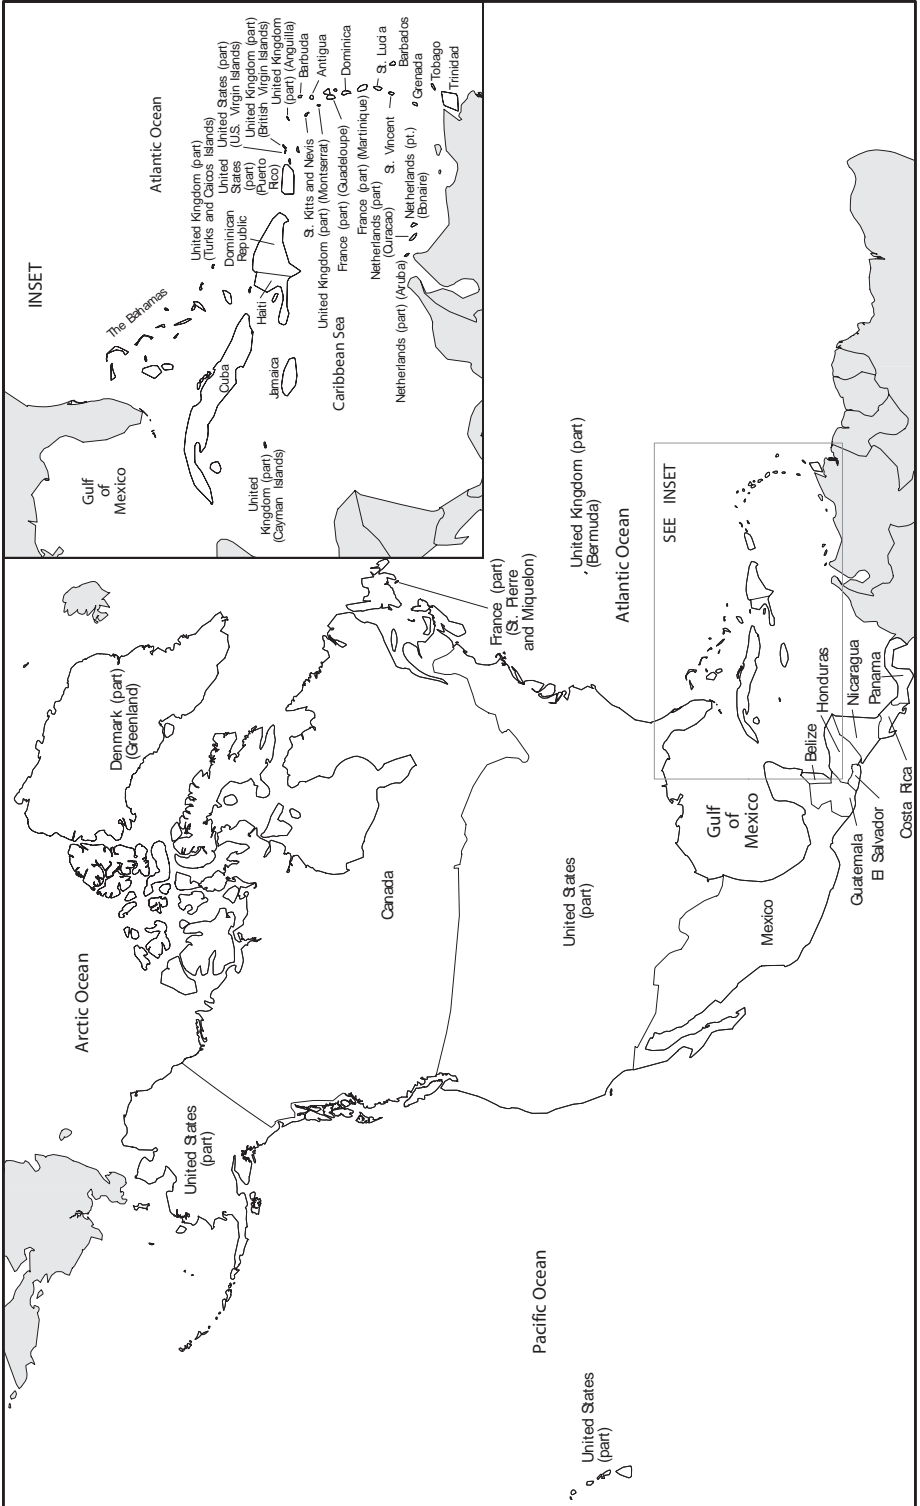 Arctic Ocean
Denmark (part)
(Greenland)
United States
(part)
Canada
France (part)
(St. Pierre
and Miquelon)
United States
(part)
Pacific Ocean
Atlantic Ocean
United Kingdom (part)
(Bermuda)
United States
(part)
Gulf
of
Mexico
Mexico
SEE INSET
Belize
Honduras
Nicaragua
Panama
Guatemala
El Salvador
Costa Rica
INSET
Atlantic Ocean
Gulf
of
Mexico
The Bahamas
Cuba
United Kingdom (part)
(Turks and Caicos Islands)
Dominican
Republic
Haiti
Jamaica
United
Kingdom (part)
(Cayman Islands)
United
States
(part)
(Puerto
Rico)
United States (part)
(U.S. Virgin Islands)
United Kingdom (part)
(British Virgin Islands)
United Kingdom
(part) (Anguilla)
Barbuda
Antigua
St. Kitts and Nevis
United Kingdom (part) (Montserrat)
France (part) (Guadeloupe)
Dominica
France (part) (Martinique)
St. Lucia
Barbados
St. Vincent
Grenada
Tobago
Trinidad
Caribbean Sea
Netherlands (part)
(Curacao)
Netherlands (part) (Aruba)
Netherlands (pt.)
(Bonaire)